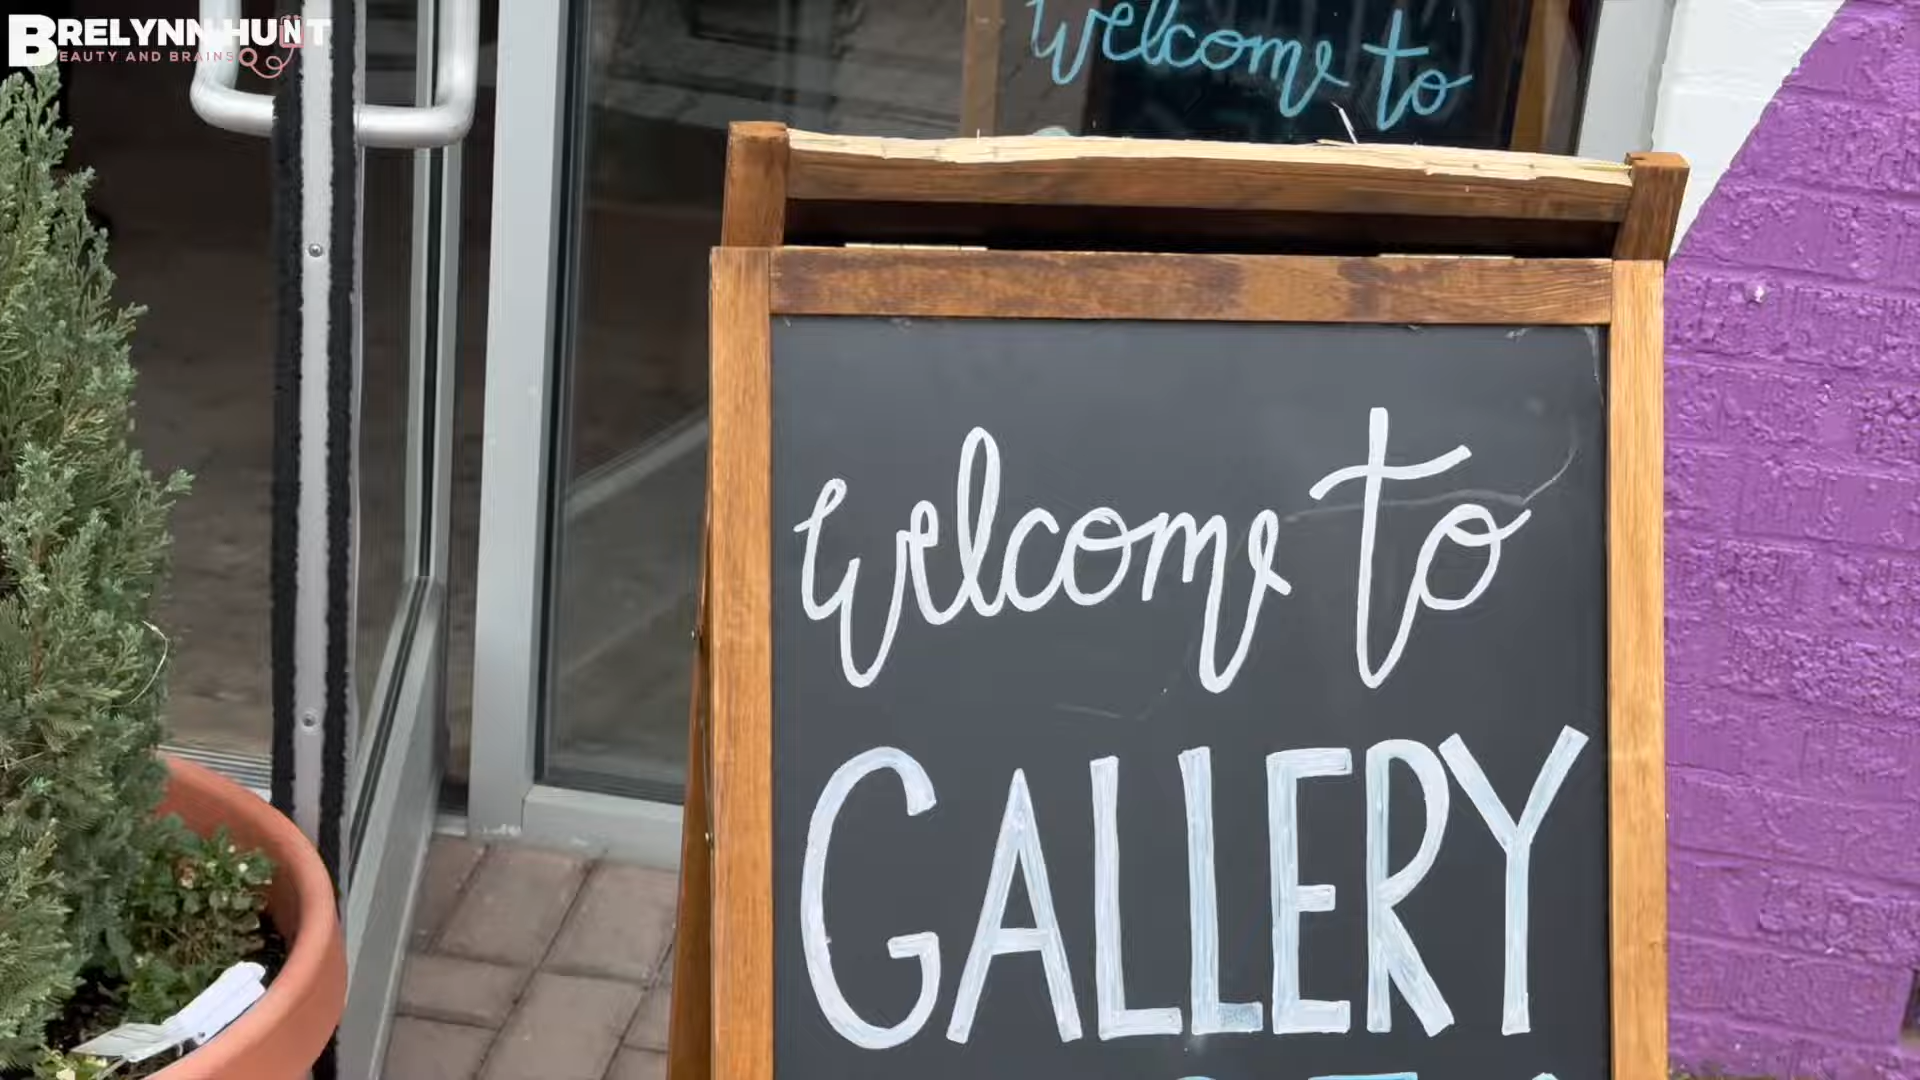 BRELYNN HUNT
BEAUTY AND BRAINS
welcome to
welcome to
GALLERY